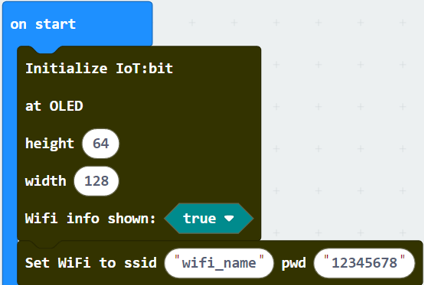 on start
Initialize IoT:bit
at OLED
height 64
width 128
Wifi info shown: true
Set WiFi to ssid "wifi_name" pwd "12345678"